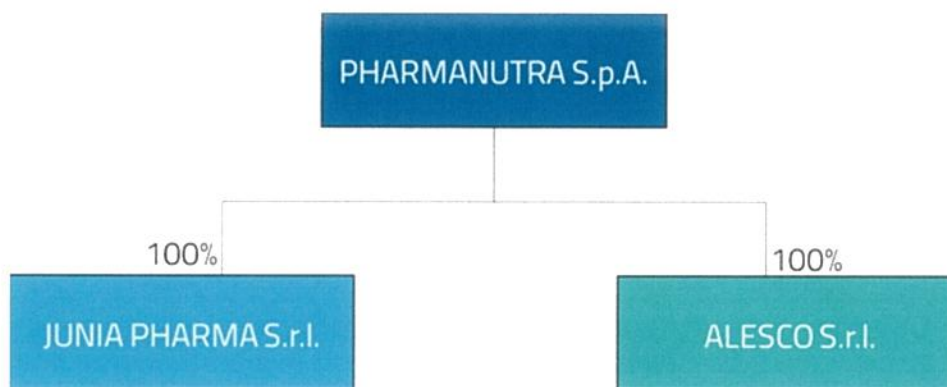 PHARMANUTRA S.p.A.
100%
100%
JUNIA PHARMA S.r.l.
ALESCO S.r.l.